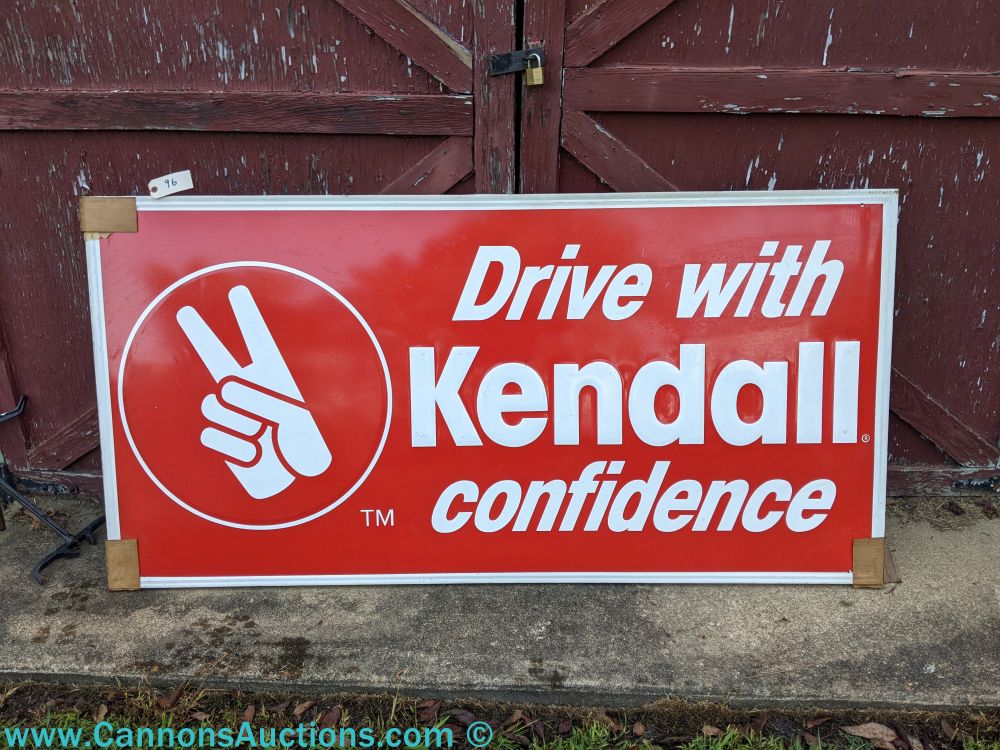 96
Drive with
Kendall®
confidence
TM
www.CannonsAuctions.com ©